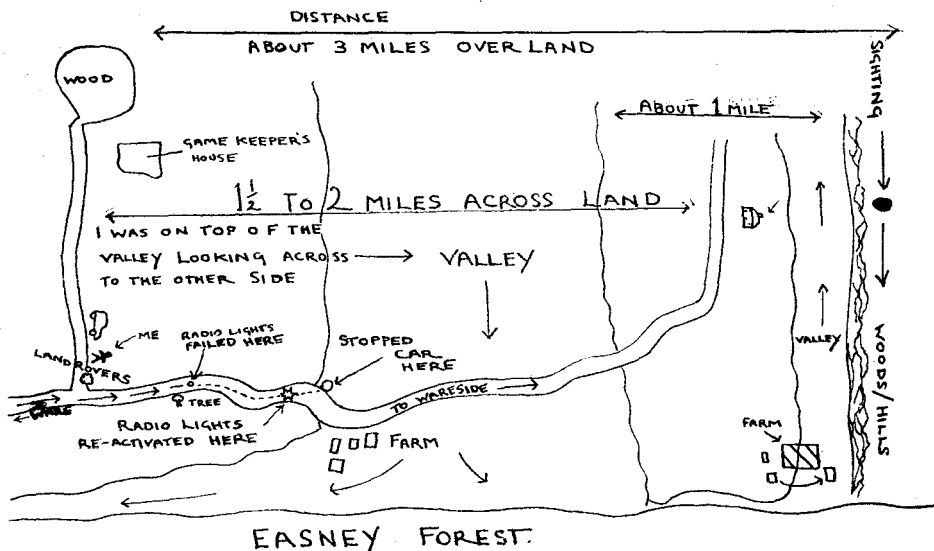 DISTANCE
ABOUT 3 MILES OVER LAND
SIGHTING
WOOD
ABOUT 1 MILE
GAME KEEPER'S
HOUSE
1½ TO 2 MILES ACROSS LAND
I WAS ON TOP OF THE
VALLEY LOOKING ACROSS
TO THE OTHER SIDE
VALLEY
ME
LANDROVERS
RADIO LIGHTS
FAILED HERE
STOPPED
CAR
HERE
VALLEY
WOODS/HILLS
WARE
TREE
TO WARESIDE
RADIO LIGHTS
RE-ACTIVATED HERE
FARM
FARM
EASNEY FOREST.